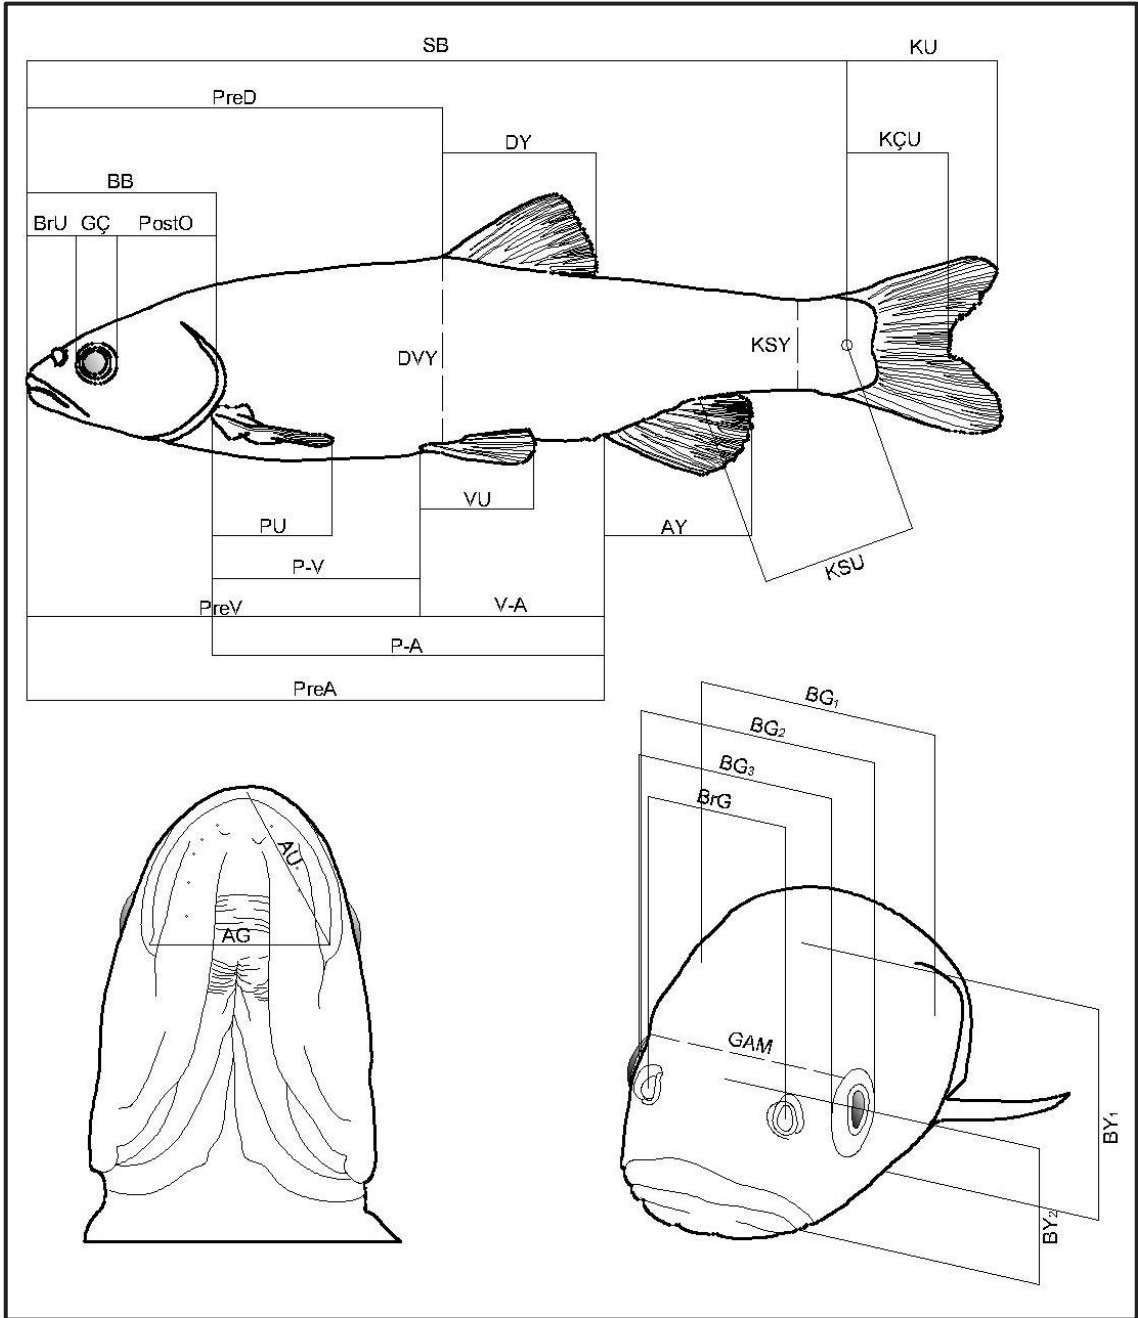 SB
KU
PreD
DY
KÇU
BB
BrU GÇ PostO
DVY
KSY
VU
PU
AY
P-V
KSU
PreV
V-A
P-A
PreA
BG₁
BG₂
BG₃
BrG
AU
AG
GAM
BY₁
BY₂